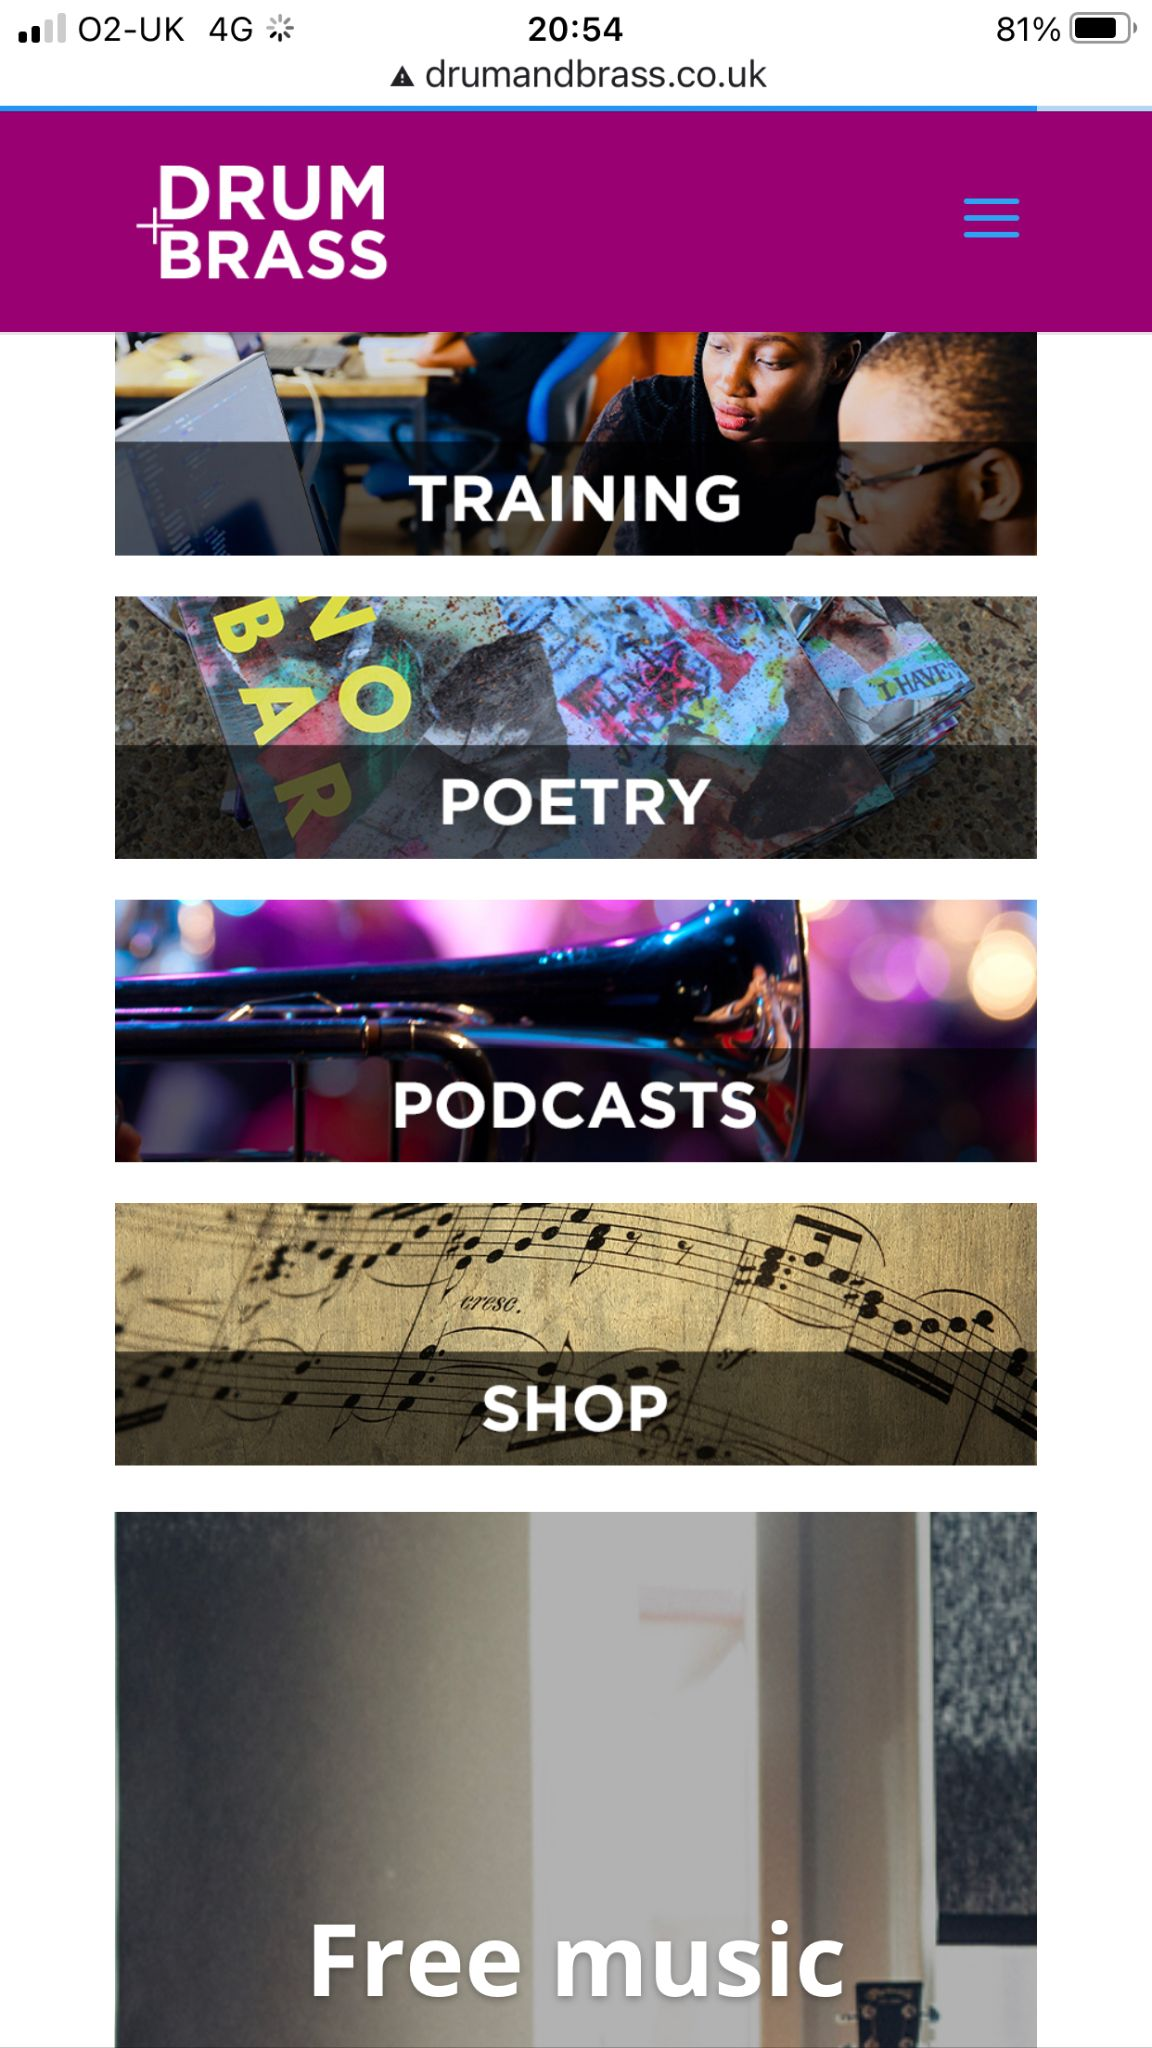 O2-UK 4G 20:54 81%
drumandbrass.co.uk
DRUM
+BRASS
TRAINING
NO
BAR
I HAVE
POETRY
PODCASTS
cresc.
SHOP
Free music